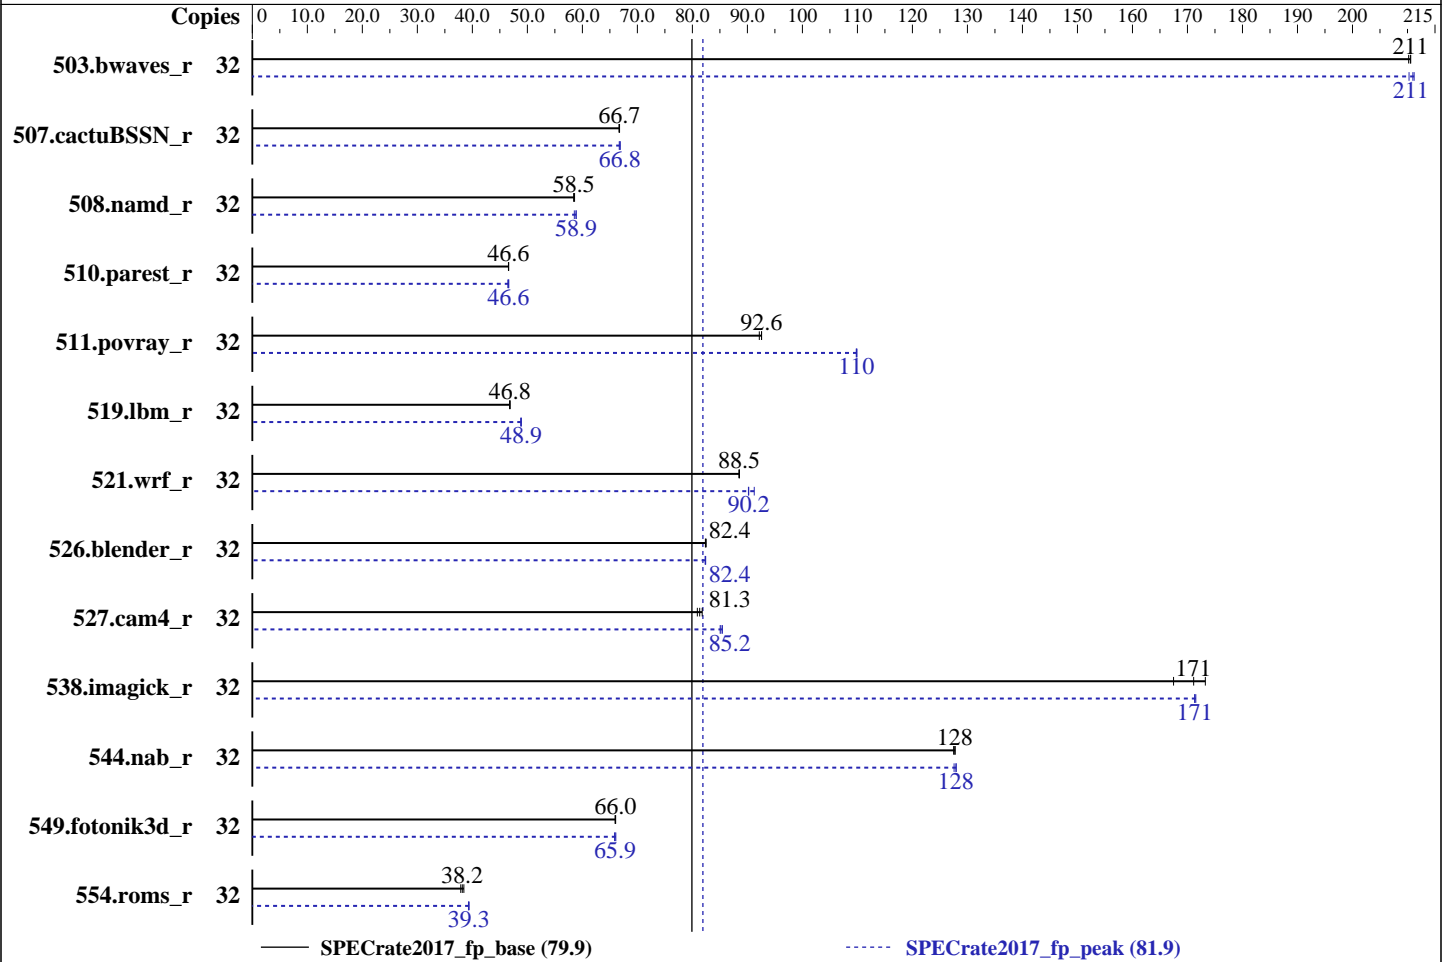 Copies 0 10.0 20.0 30.0 40.0 50.0 60.0 70.0 80.0 90.0 100 110 120 130 140 150 160 170 180 190 200 215
503.bwaves_r 32 211
211
507.cactuBSSN_r 32 66.7
66.8
508.namd_r 32 58.5
58.9
510.parest_r 32 46.6
46.6
511.povray_r 32 92.6
110
519.lbm_r 32 46.8
48.9
521.wrf_r 32 88.5
90.2
526.blender_r 32 82.4
82.4
527.cam4_r 32 81.3
85.2
538.imagick_r 32 171
171
544.nab_r 32 128
128
549.fotonik3d_r 32 66.0
65.9
554.roms_r 32 38.2
39.3
SPECrate2017_fp_base (79.9) SPECrate2017_fp_peak (81.9)